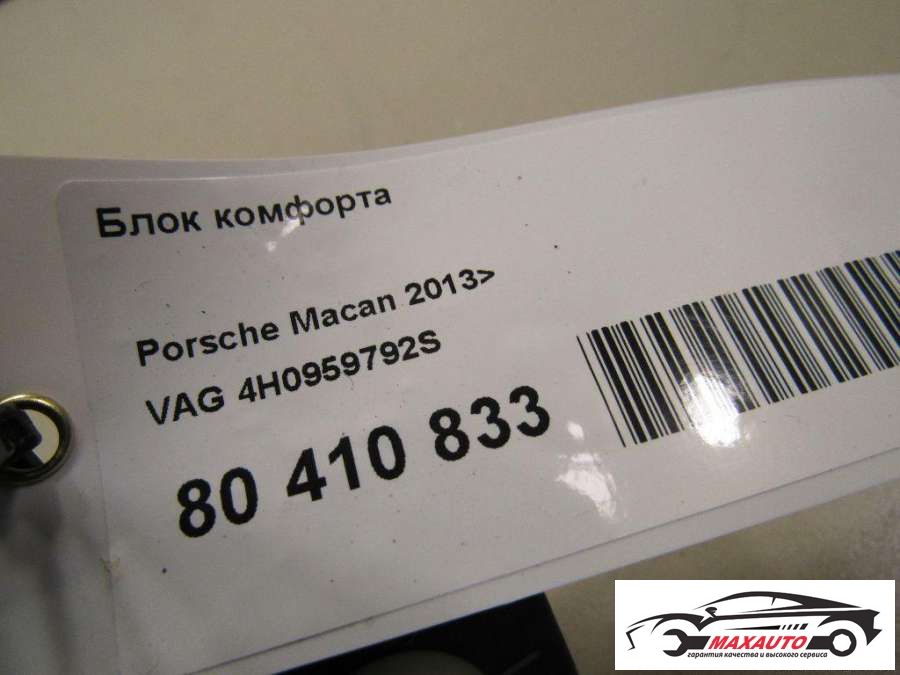 Блок комфорта
Porsche Macan 2013>
VAG 4H0959792S
80 410 833
MAXAUTO
гарантия качества и высокого сервиса